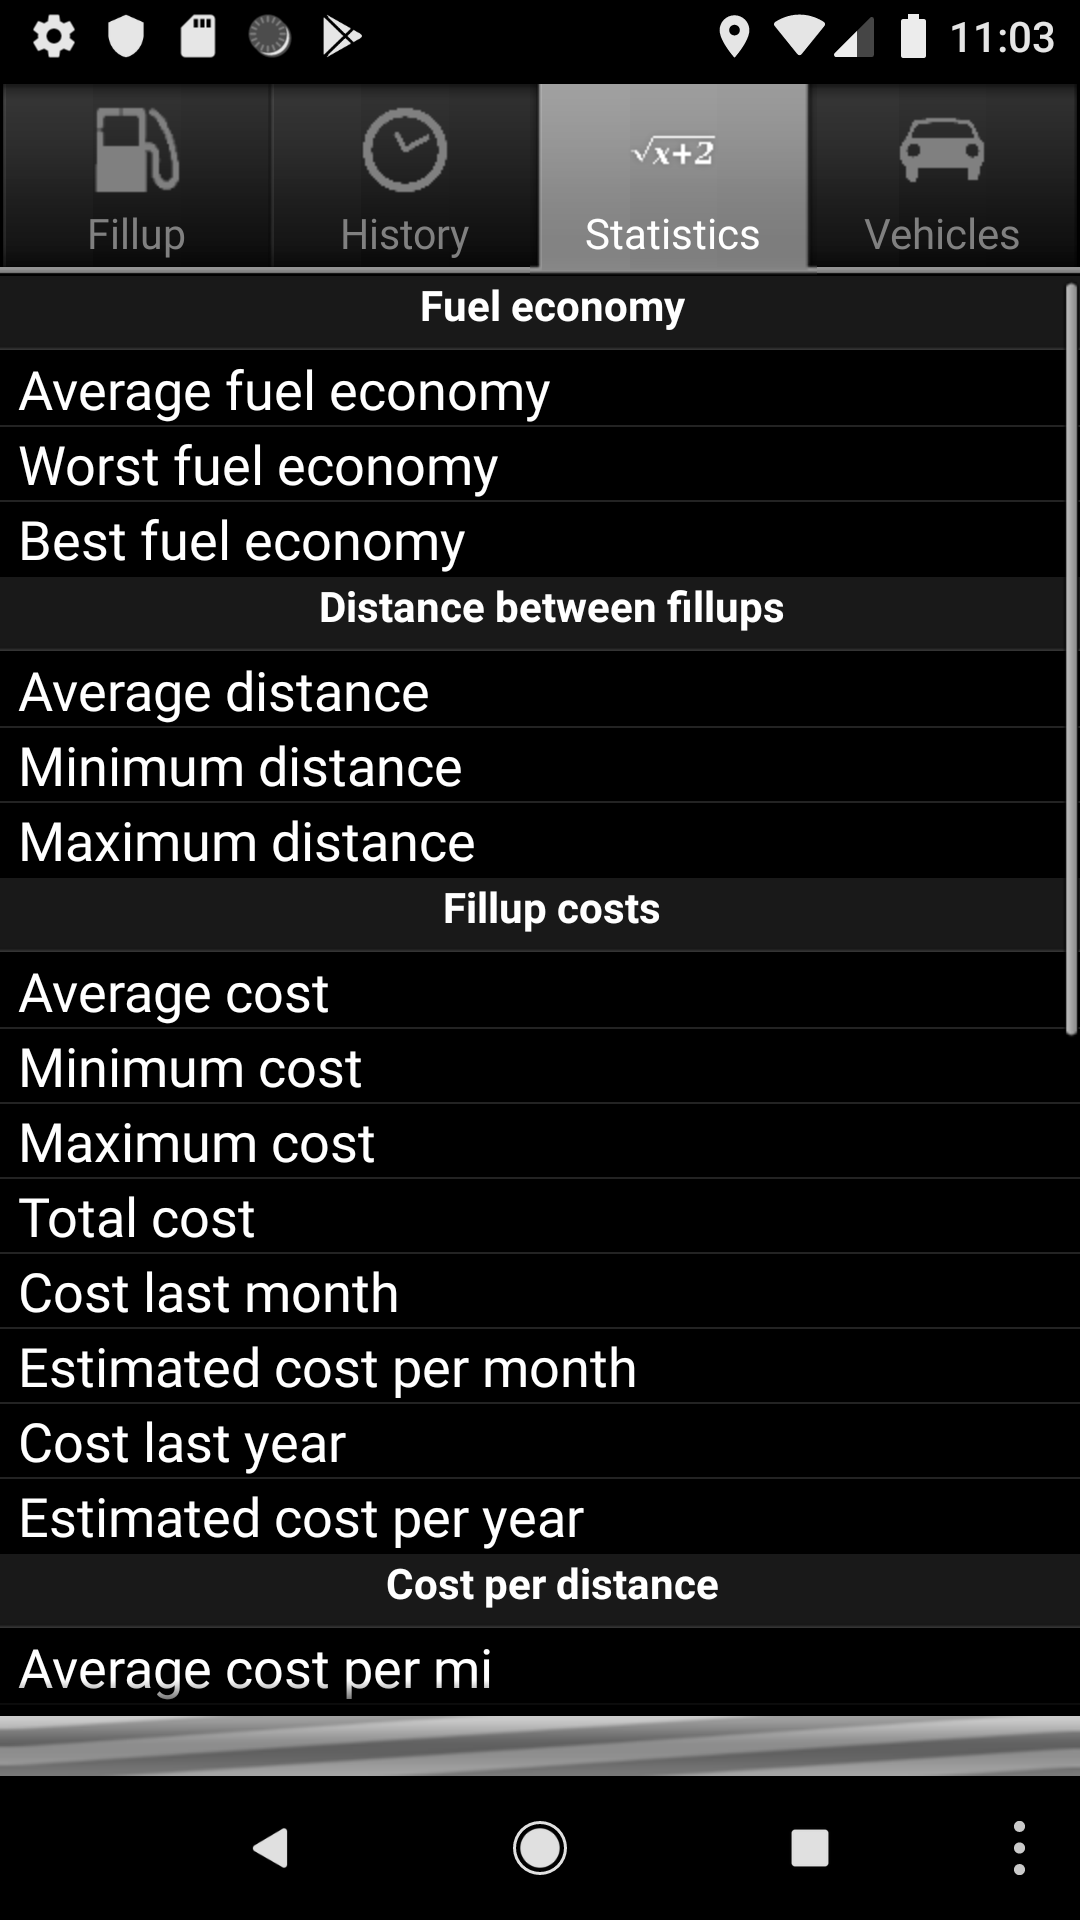 11:03
√x+2
Fillup History Statistics Vehicles
Fuel economy
Average fuel economy
Worst fuel economy
Best fuel economy
Distance between fillups
Average distance
Minimum distance
Maximum distance
Fillup costs
Average cost
Minimum cost
Maximum cost
Total cost
Cost last month
Estimated cost per month
Cost last year
Estimated cost per year
Cost per distance
Average cost per mi